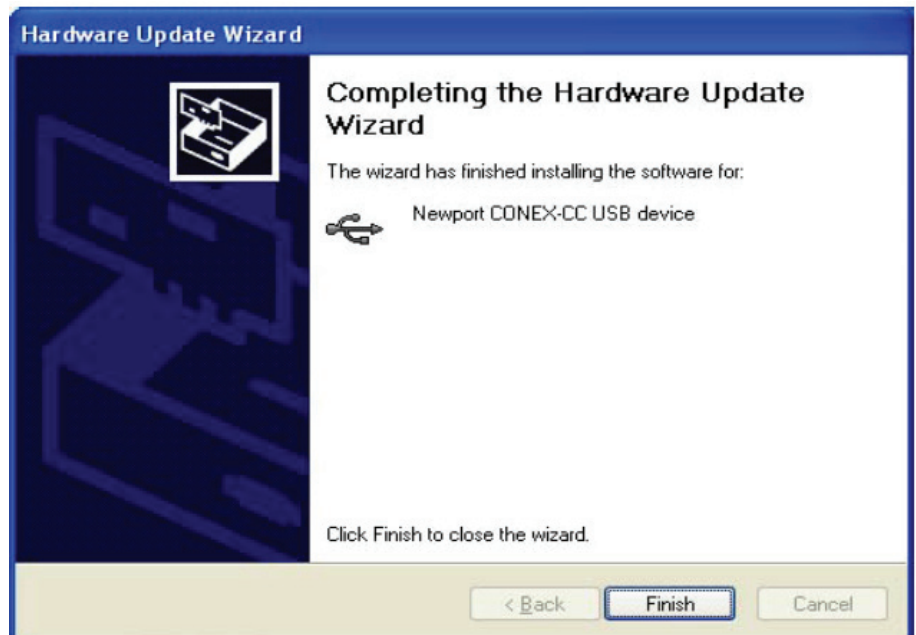 Hardware Update Wizard
Completing the Hardware Update
Wizard
The wizard has finished installing the software for:
Newport CONEX-CC USB device
Click Finish to close the wizard.
< Back
Finish
Cancel